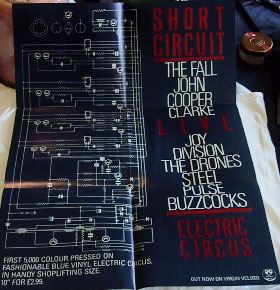 SHORT
CIRCUIT
THE FALL
JOHN
COOPER
CLARKE
LIVE
JOY
DIVISION
THE DRONES
STEEL
PULSE
BUZZCOCKS
ELECTRIC
CIRCUS
FIRST 5,000 COLOUR PRESSED ON
FASHIONABLE BLUE VINYL ELECTRIC CIRCUS.
IN HANDY SHOPLIFTING SIZE.
10" FOR £2.99.
OUT NOW ON VIRGIN VCL5003